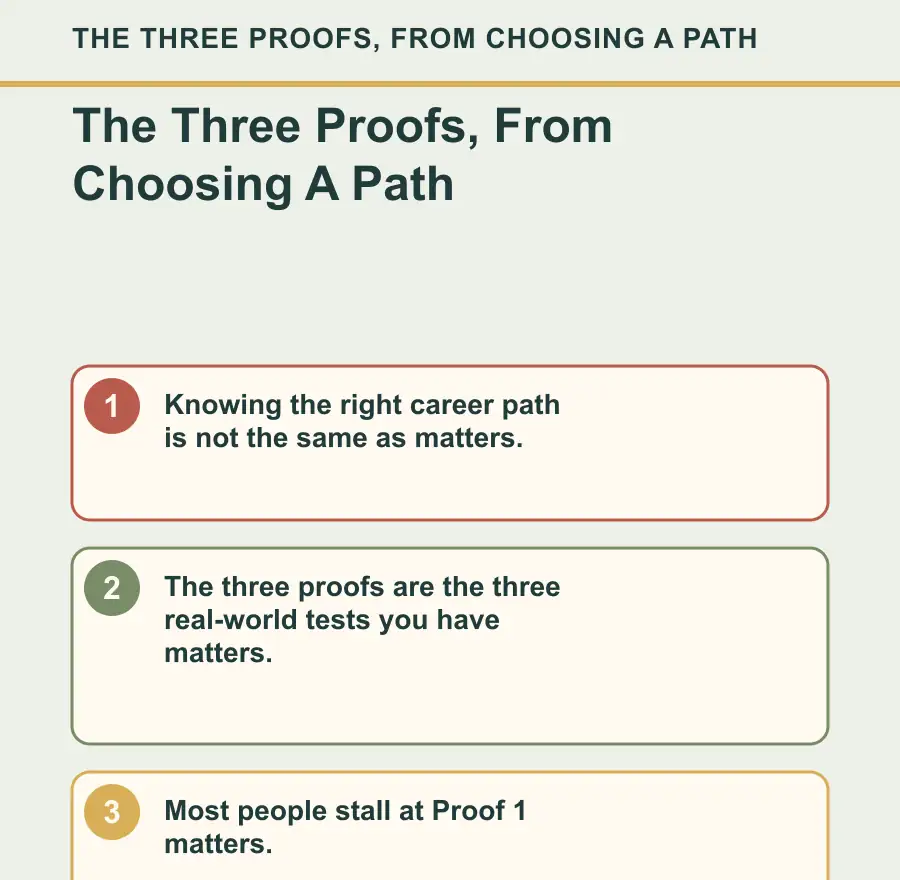 THE THREE PROOFS, FROM CHOOSING A PATH
The Three Proofs, From
Choosing A Path
1
Knowing the right career path
is not the same as matters.
2
The three proofs are the three
real-world tests you have
matters.
3
Most people stall at Proof 1
matters.